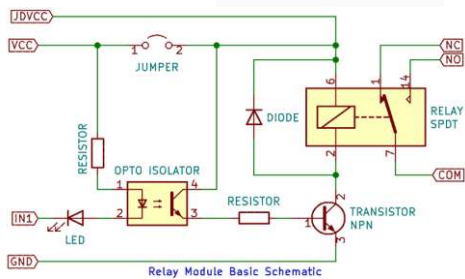 JDVCC
VCC
1 2
JUMPER
NC
NO
1
14
6
RELAY
SPDT
DIODE
RESISTOR
OPTO ISOLATOR
1
4
2
7
RESISTOR
COM
2
3
IN1
LED
1
2
TRANSISTOR
NPN
3
GND
Relay Module Basic Schematic